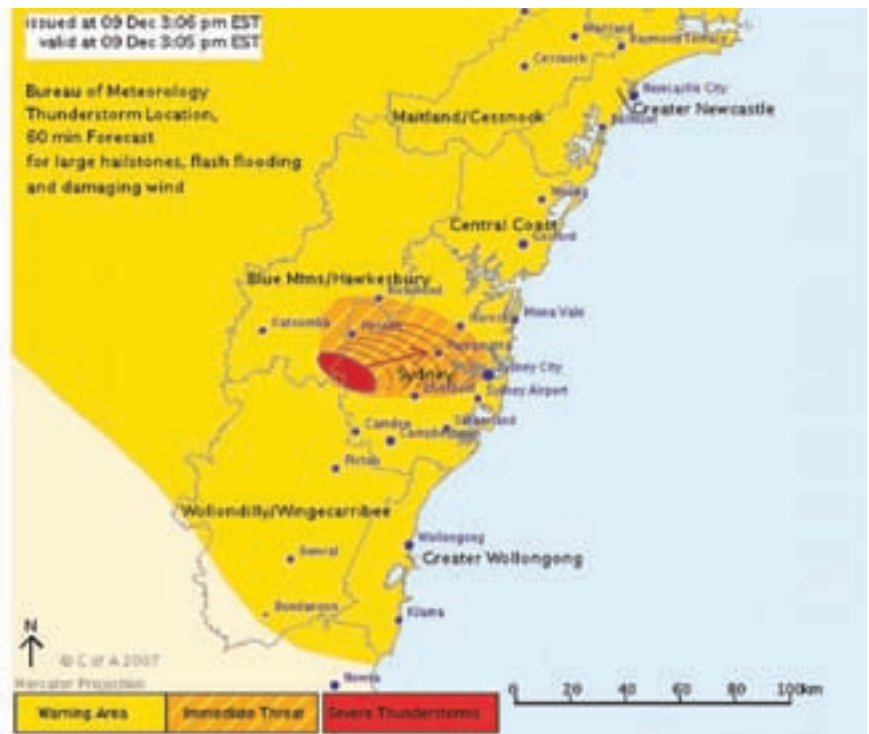 issued at 09 Dec 3:06 pm EST
valid at 09 Dec 3:05 pm EST
Bureau of Meteorology
Thunderstorm Location,
60 min Forecast
for large hailstones, flash flooding
and damaging wind
Maitland
Raymond Terrace
Cessnock
Newcastle City
Greater Newcastle
Maitland/Cessnock
Belmont
Wyong
Central Coast
Gosford
Blue Mtns/Hawkesbury
Richmond
Katoomba
Penrith
Mona Vale
Parramatta
Sydney
Sydney City
Sydney Airport
Camden
Campbelltown
Sutherland
Picton
Wollondilly/Wingecarribee
Wollongong
Greater Wollongong
Bowral
Bundanoon
Kiama
N
© C of A 2007
Mercator Projection
Nowra
0 20 40 60 80 100km
Warning Area
Immediate Threat
Severe Thunderstorms